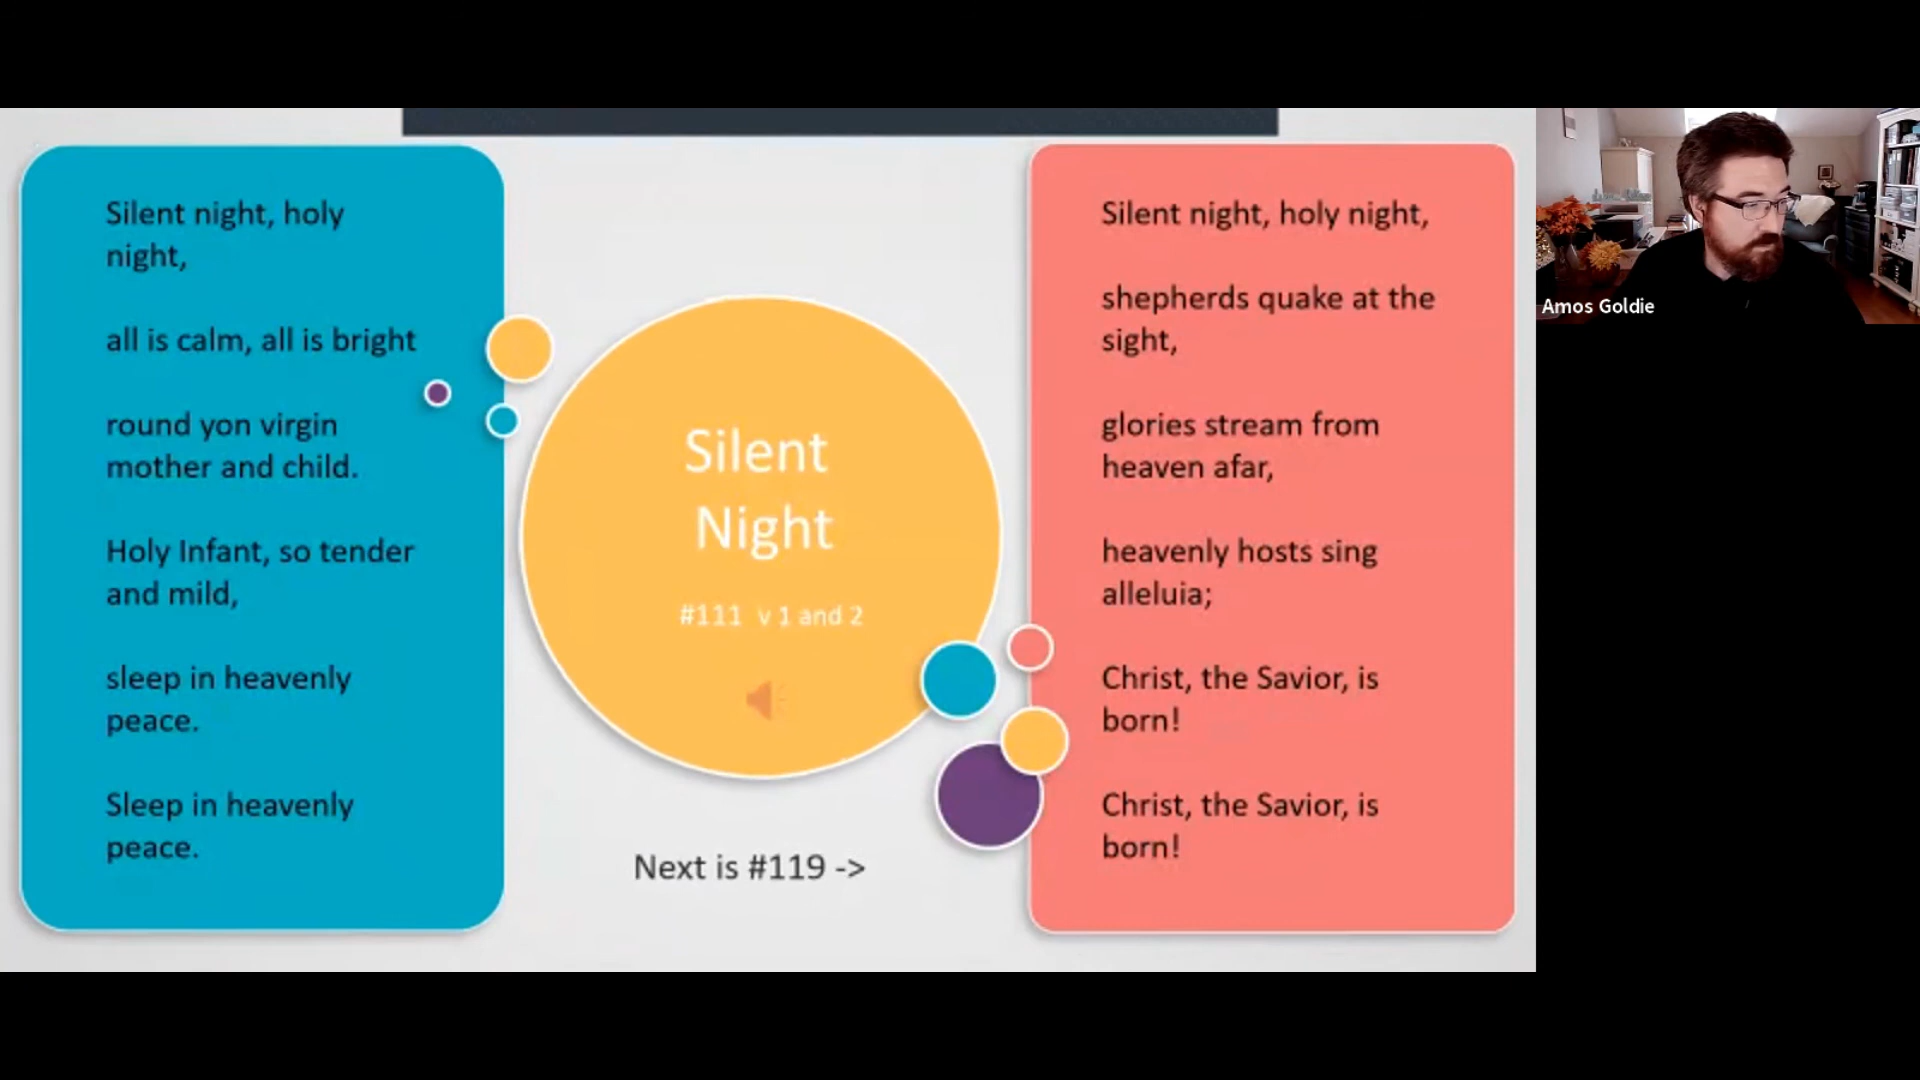 Silent night, holy
night,
all is calm, all is bright
round yon virgin
mother and child.
Holy Infant, so tender
and mild,
sleep in heavenly
peace.
Sleep in heavenly
peace.
Silent
Night
#111 v 1 and 2
Next is #119 ->
Silent night, holy night,
shepherds quake at the
sight,
glories stream from
heaven afar,
heavenly hosts sing
alleluia;
Christ, the Savior, is
born!
Christ, the Savior, is
born!
Amos Goldie